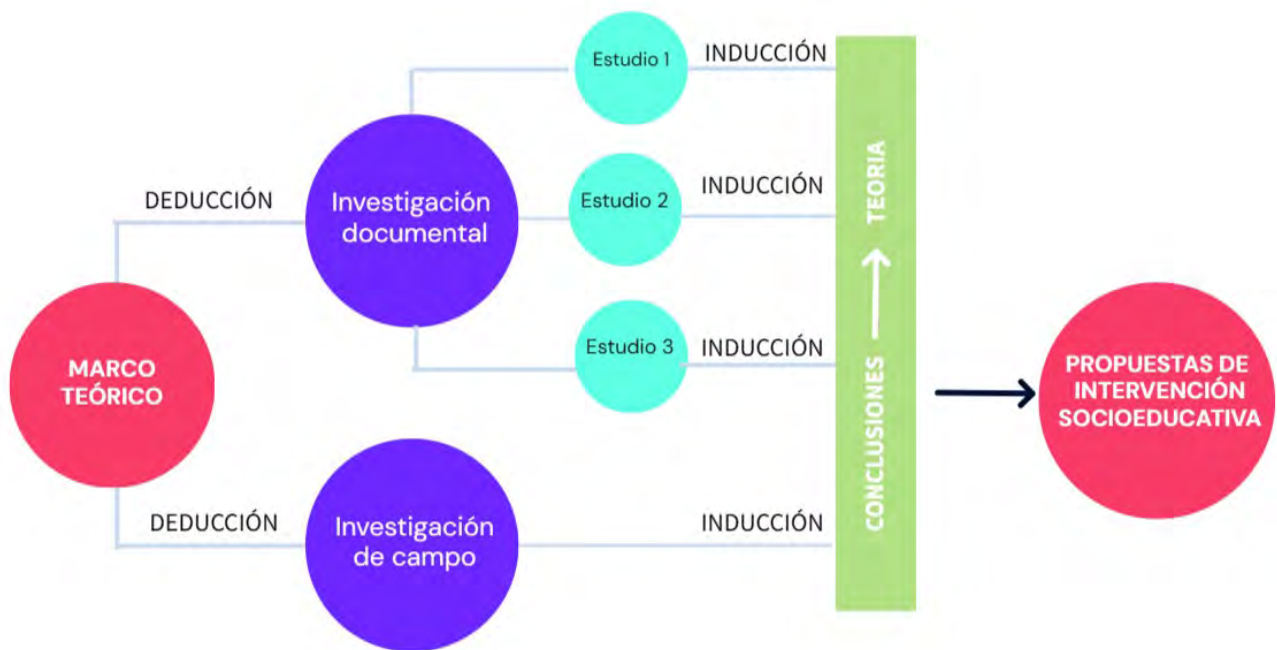 MARCO
TEÓRICO
DEDUCCIÓN
Investigación
documental
Estudio 1
INDUCCIÓN
Estudio 2
INDUCCIÓN
Estudio 3
INDUCCIÓN
DEDUCCIÓN
Investigación
de campo
INDUCCIÓN
CONCLUSIONES → TEORIA
PROPUESTAS DE
INTERVENCIÓN
SOCIOEDUCATIVA